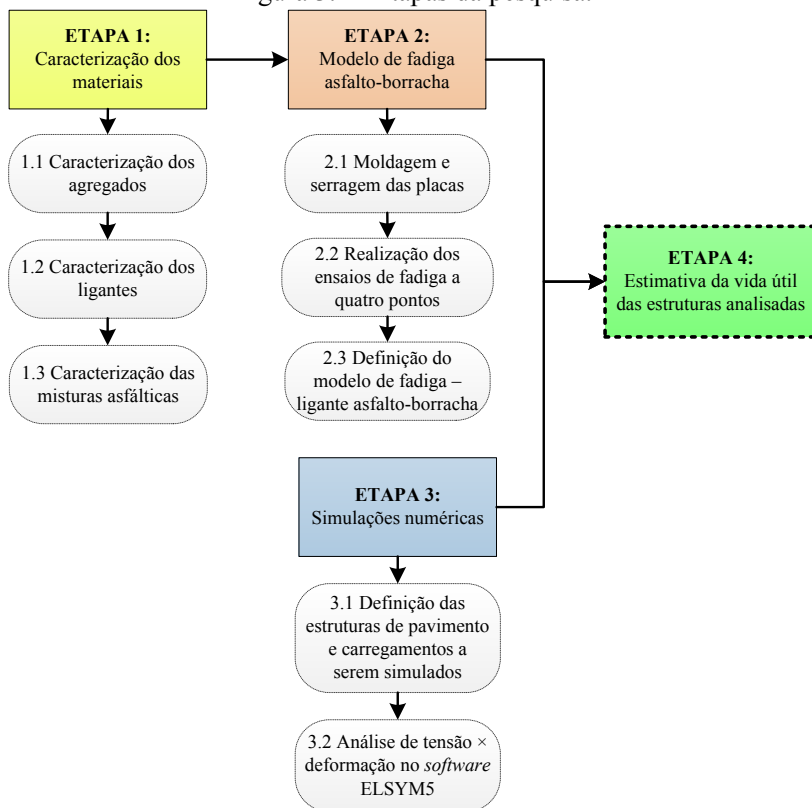 ETAPA 1:
Caracterização dos
materiais
1.1 Caracterização dos
agregados
1.2 Caracterização dos
ligantes
1.3 Caracterização das
misturas asfálticas
ETAPA 2:
Modelo de fadiga
asfalto-borracha
2.1 Moldagem e
serragem das placas
2.2 Realização dos
ensaios de fadiga a
quatro pontos
2.3 Definição do
modelo de fadiga –
ligante asfalto-borracha
ETAPA 3:
Simulações numéricas
3.1 Definição das
estruturas de pavimento
e carregamentos a
serem simulados
3.2 Análise de tensão ×
deformação no software
ELSYM5
ETAPA 4:
Estimativa da vida útil
das estruturas analisadas